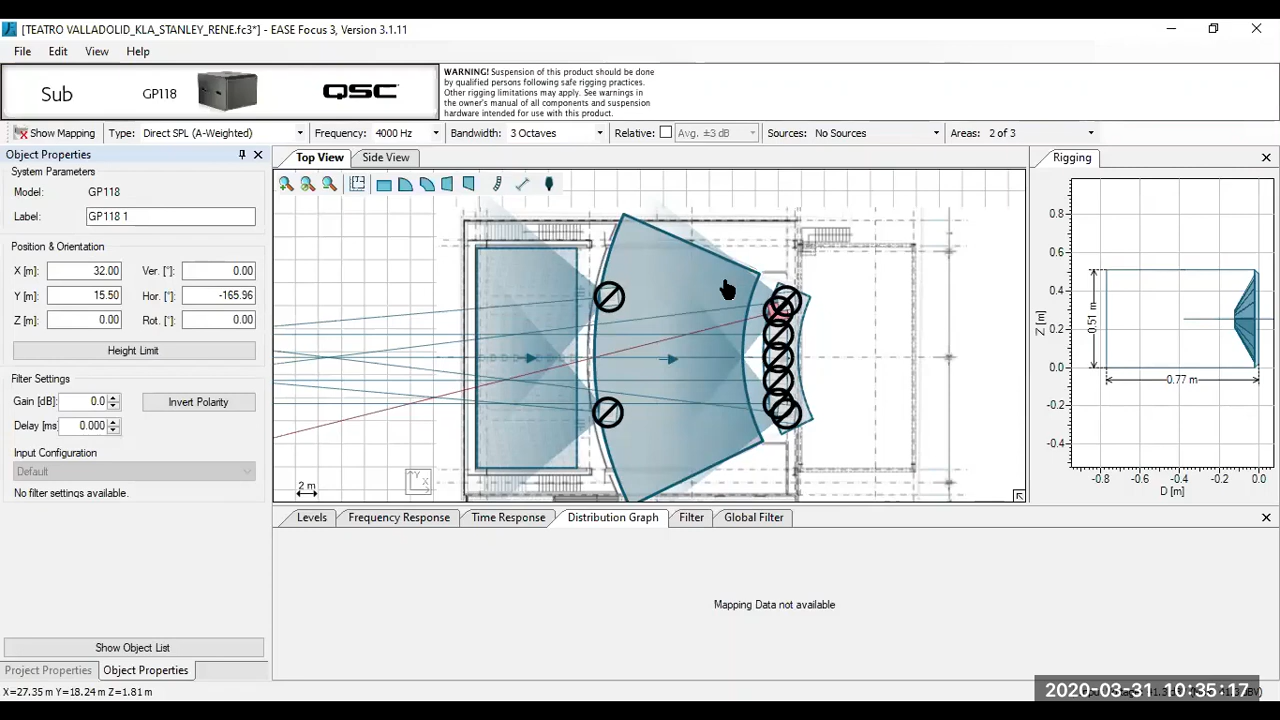 [TEATRO VALLADOLID_KLA_STANLEY_RENE.fc3*] - EASE Focus 3, Version 3.1.11
File Edit View Help
Sub GP118 QSC
WARNING! Suspension of this product should be done
by qualified persons following safe rigging practices.
Other rigging limitations may apply. See warnings in
the owner's manual of all components and suspension
hardware intended for use with this product.
Show Mapping Type: Direct SPL (A-Weighted) Frequency: 4000 Hz Bandwidth: 3 Octaves Relative: Avg. ±3 dB Sources: No Sources Areas: 2 of 3
Object Properties
System Parameters
Model: GP118
Label: GP118 1
Position & Orientation
X [m]: 32.00 Ver. [°]: 0.00
Y [m]: 15.50 Hor. [°]: -165.96
Z [m]: 0.00 Rot. [°]: 0.00
Height Limit
Filter Settings
Gain [dB]: 0.0 Invert Polarity
Delay [ms 0.000
Input Configuration
Default
No filter settings available.
Show Object List
Project Properties Object Properties
Top View Side View
2 m
Y
X
Rigging
Z [m]
0.8
0.6
0.4
0.2
0.0
-0.2
-0.4
0.51 m
0.77 m
-0.8 -0.6 -0.4 -0.2 0.0
D [m]
Levels Frequency Response Time Response Distribution Graph Filter Global Filter
Mapping Data not available
X=27.35 m Y=18.24 m Z=1.81 m
2020-03-31 10:35:17